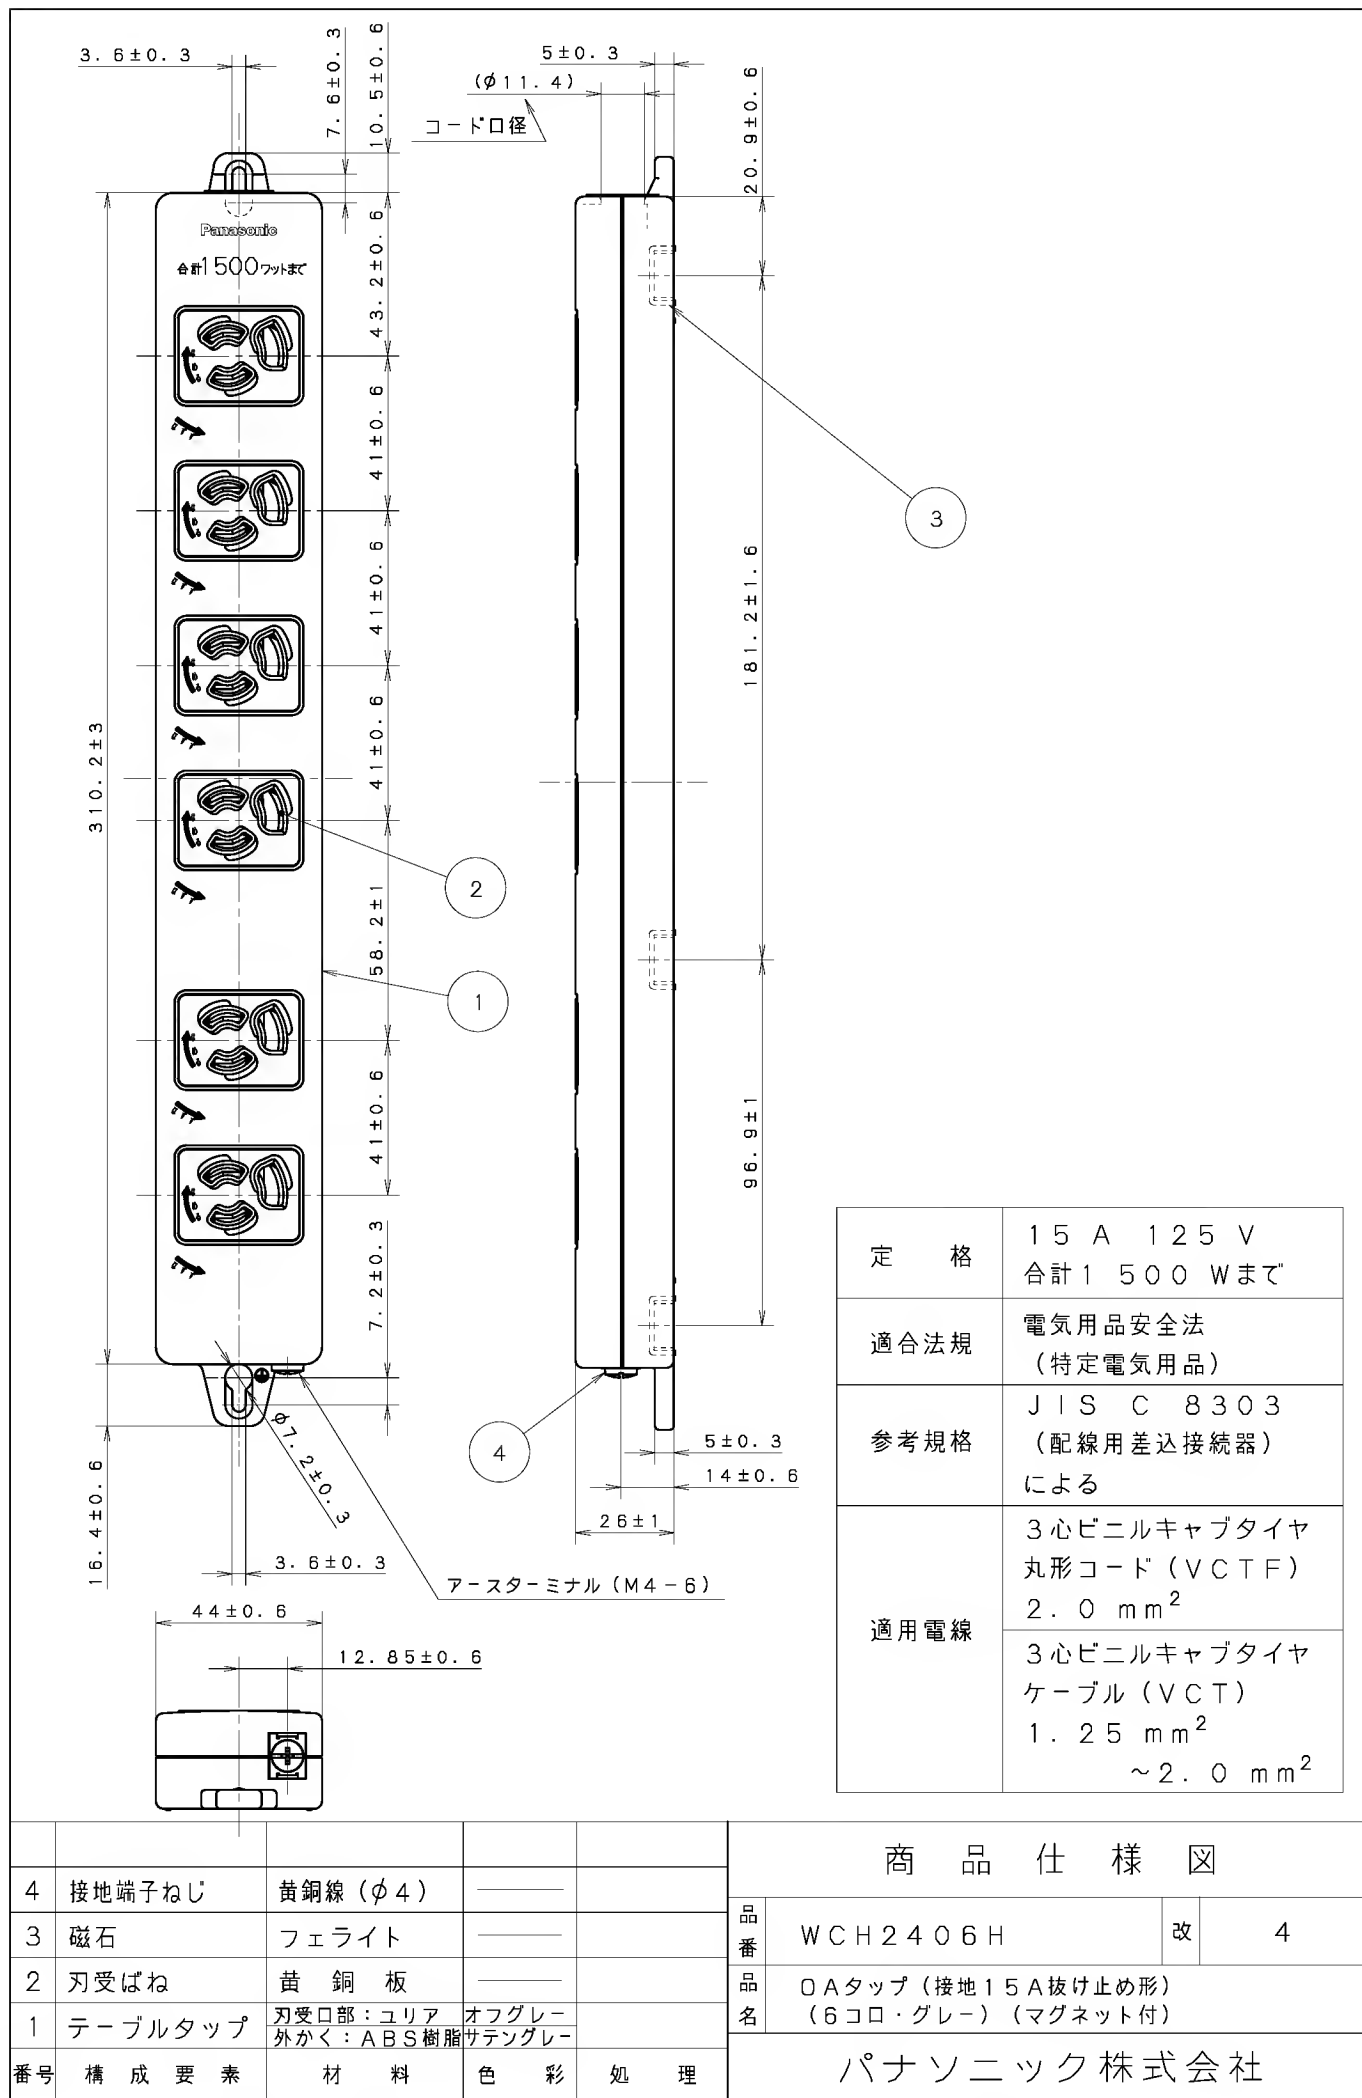 3.6±0.3
7.6±0.3
10.5±0.6
5±0.3
(φ11.4)
コード口径
20.9±0.6
Panasonic
合計1500ワットまで
43.2±0.6
41±0.6
41±0.6
41±0.6
310.2±3
58.2±1
41±0.6
7.2±0.3
181.2±1.6
96.9±1
3
2
1
4
16.4±0.6
φ7.2±0.3
3.6±0.3
アースターミナル(M4-6)
5±0.3
14±0.6
26±1
44±0.6
12.85±0.6
定格
15A 125V
合計1 500Wまで
適合法規
電気用品安全法
(特定電気用品)
参考規格
JIS C 8303
(配線用差込接続器)
による
適用電線
3心ビニルキャブタイヤ
丸形コード(VCTF)
2.0 mm²
3心ビニルキャブタイヤ
ケーブル(VCT)
1.25 mm²
~2.0 mm²
4 接地端子ねじ 黄銅線(φ4)
3 磁石 フェライト
2 刃受ばね 黄銅板
1 テーブルタップ 刃受口部:ユリア オフグレー
外かく:ABS樹脂 サテングレー
番号 構成要素 材料 色彩 処理
商品仕様図
品番 WCH2406H 改 4
品名 OAタップ(接地15A抜け止め形)
(6コロ・グレー)(マグネット付)
パナソニック株式会社